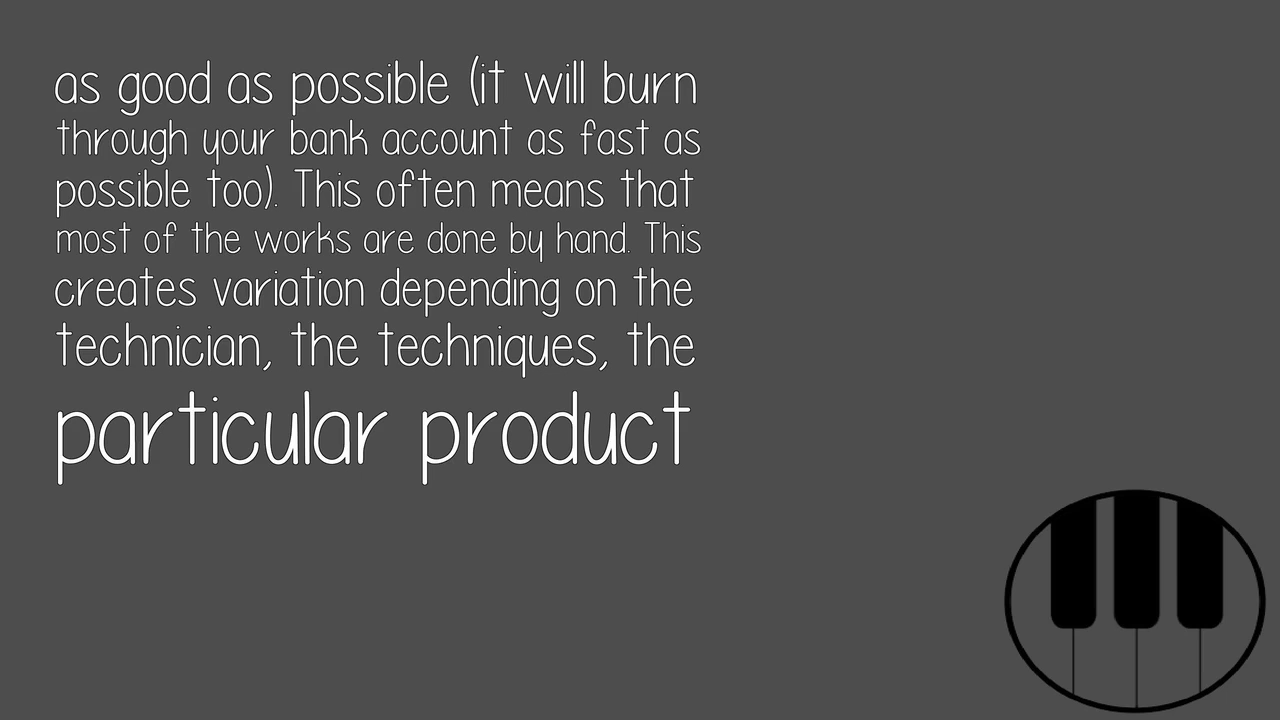 as good as possible (it will burn
through your bank account as fast as
possible too). This often means that
most of the works are done by hand. This
creates variation depending on the
technician, the techniques, the
particular product